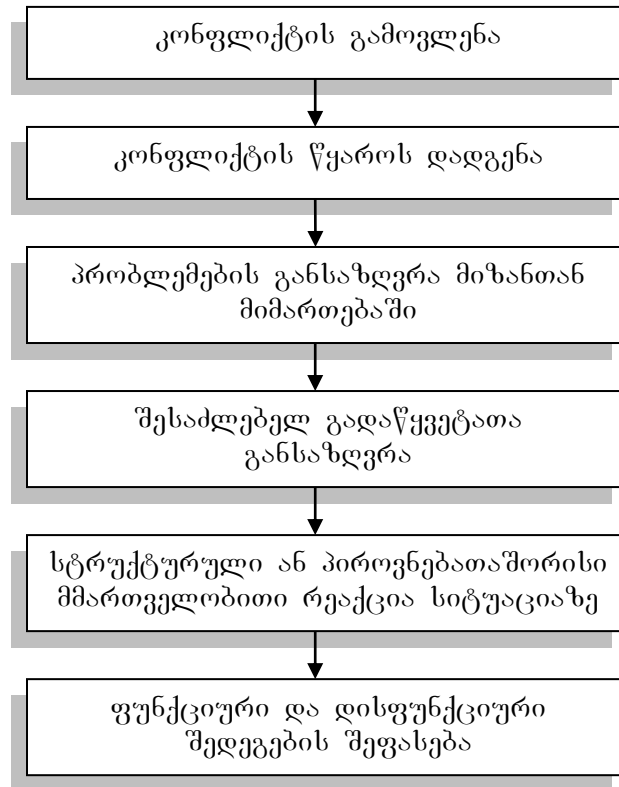 კონფლიქტის გამოვლენა
კონფლიქტის წყაროს დადგენა
პრობლემების განსაზღვრა მიზანთან
მიმართებაში
შესაძლებელ გადაწყვეტათა
განსაზღვრა
სტრუქტურული ან პიროვნებათაშორისი
მმართველობითი რეაქცია სიტუაციაზე
ფუნქციური და დისფუნქციური
შედეგების შეფასება